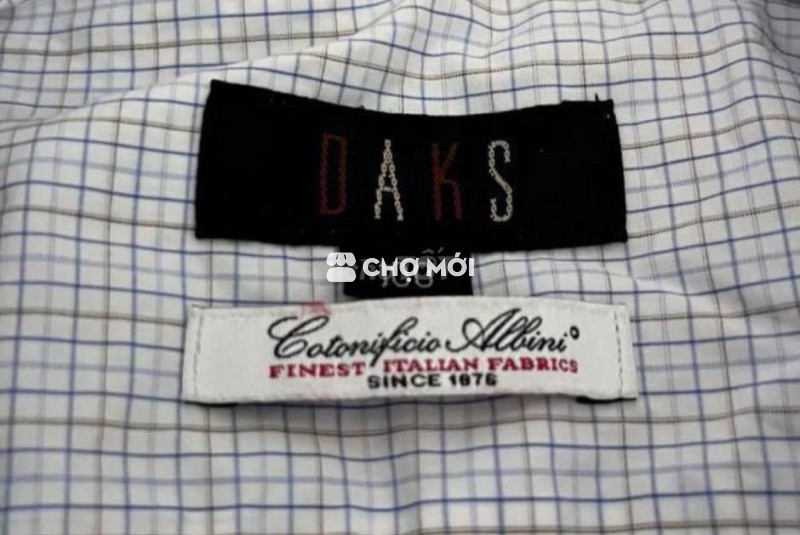 DAKS
CHỢ MỚI
Cotonificio Albini
FINEST ITALIAN FABRICS
SINCE 1876